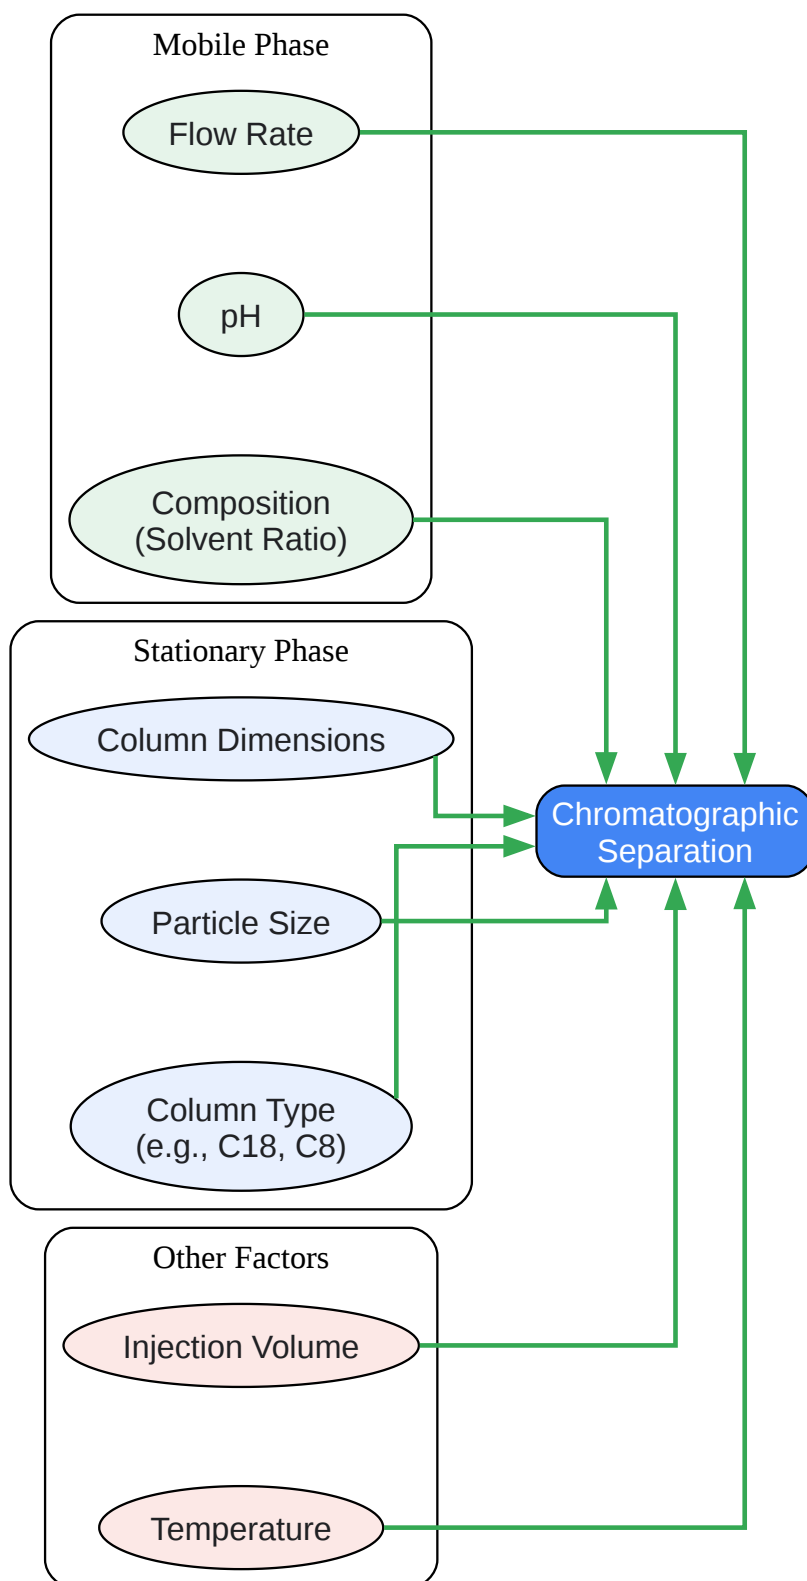 Mobile Phase
Flow Rate
pH
Composition
(Solvent Ratio)
Stationary Phase
Column Dimensions
Chromatographic
Separation
Particle Size
Column Type
(e.g., C18, C8)
Other Factors
Injection Volume
Temperature